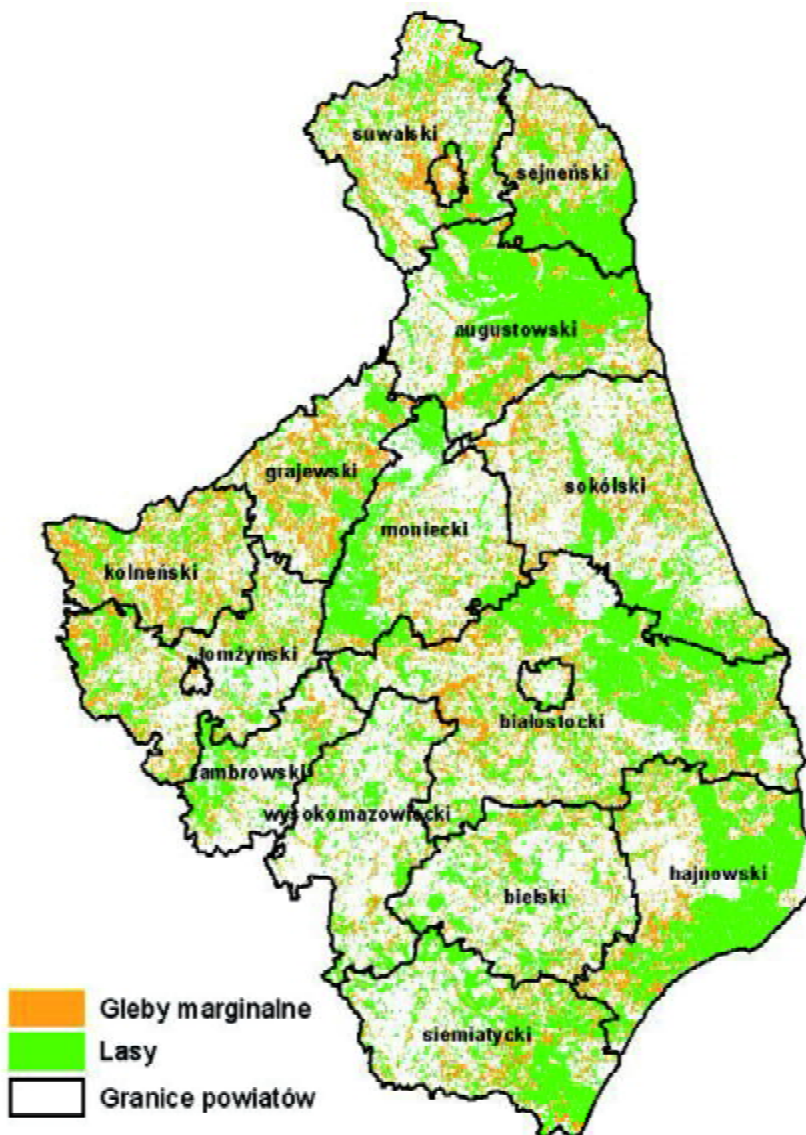 suwalski
sejneński
augustowski
grajewski
sokólski
moniecki
kolneński
łomżyński
białostocki
zambrowski
wysokomazowiecki
hajnowski
bielski
siemiatycki
Gleby marginalne
Lasy
Granice powiatów